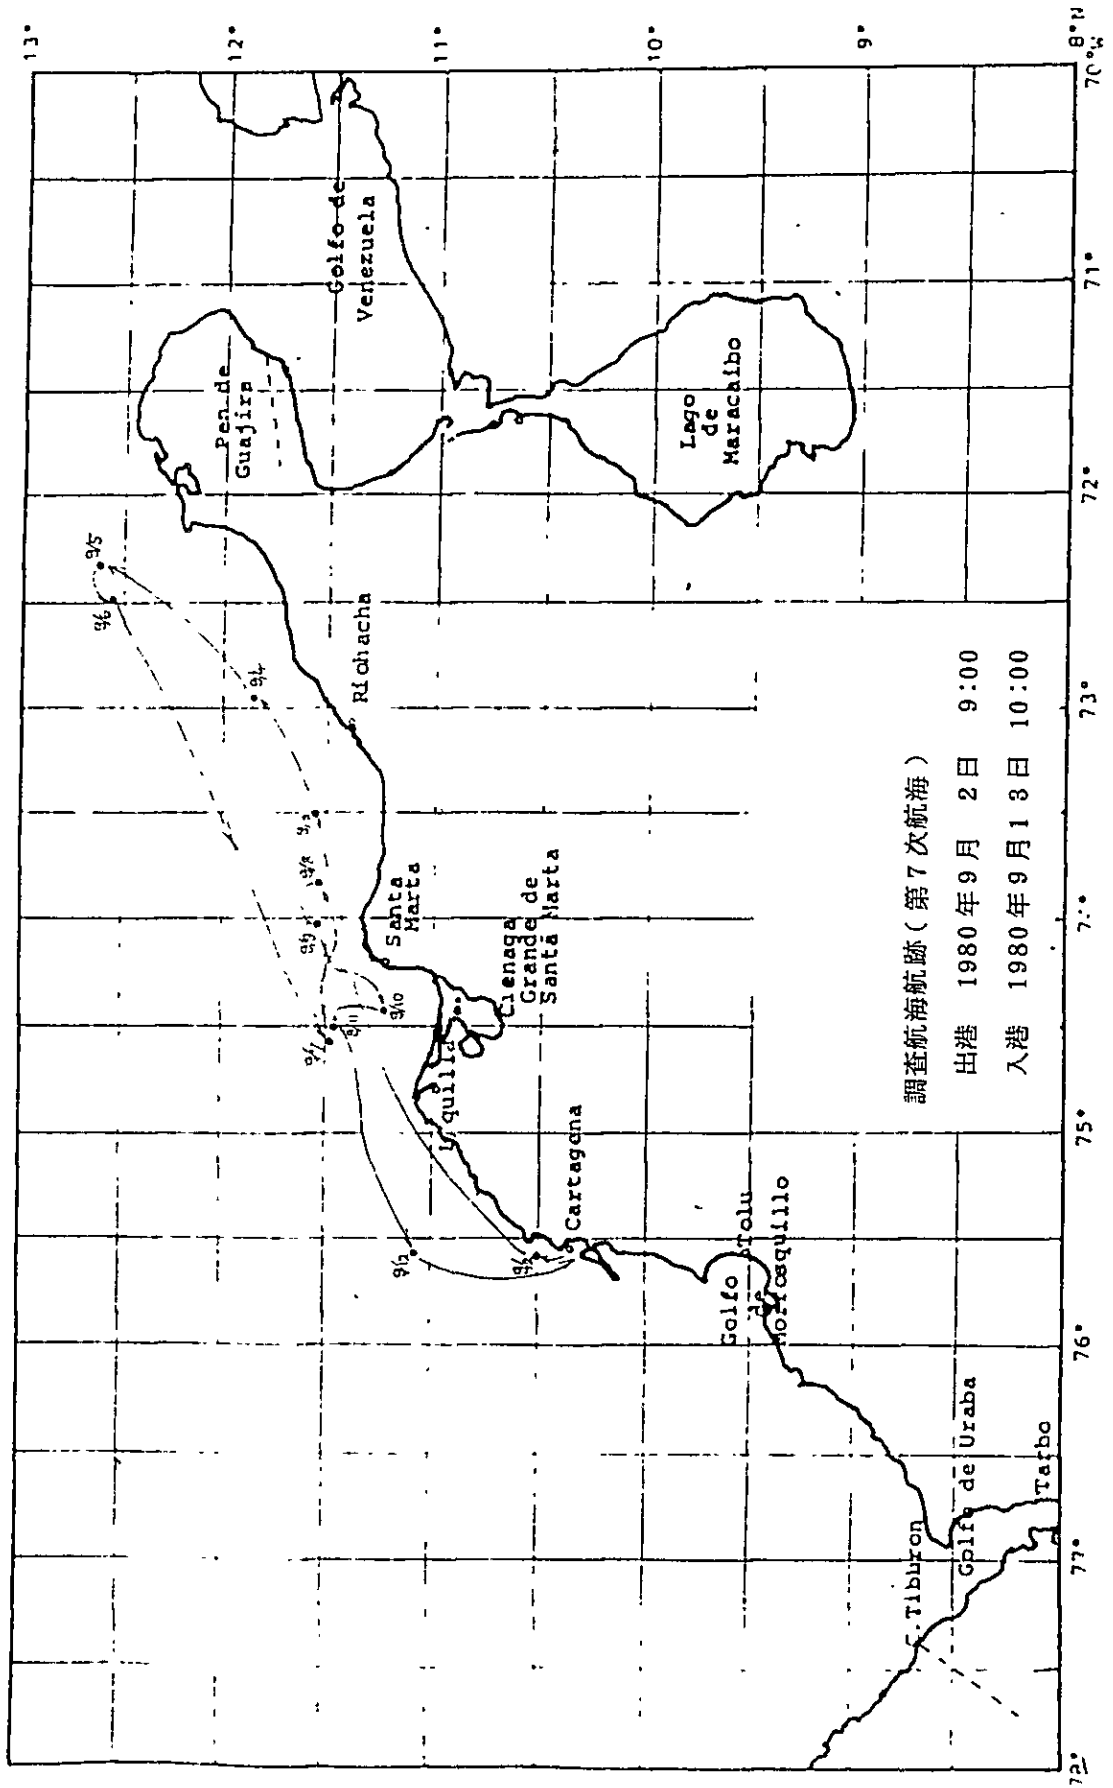 13°
12°
11°
10°
9°
8°N
70°W
71°
72°
73°
75°
76°
77°
Golfo de
Venezuela
Pen de
Guajira
Lago
de
Maracaibo
9/5
9/6
9/4
Riohacha
9/3
9/8
9/9
Santa
Marta
9/10
9/11
9/7
Cienaga
Grande de
Santa Marta
quilla
9/12
9/2
Cartagena
Tolu
Golfo
de
Golfo de Uraba
Tarbo
Tiburon
調査航海航跡(第7次航海)
出港 1980年9月 2日 9:00
入港 1980年9月13日 10:00